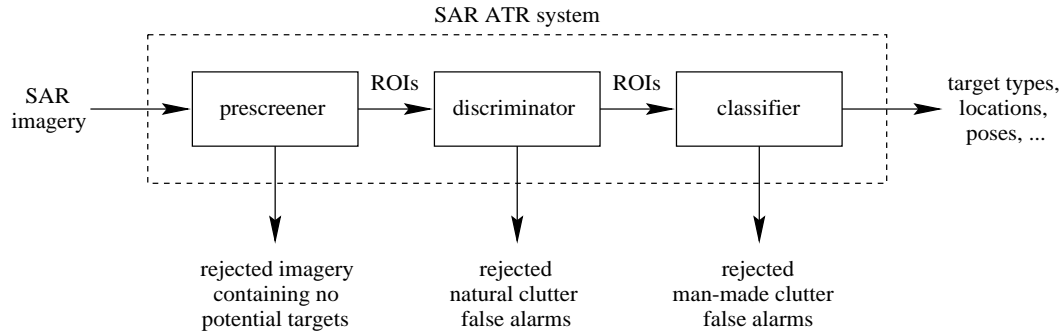 SAR ATR system
SAR
imagery
prescreener
ROIs
discriminator
ROIs
classifier
target types,
locations,
poses, ...
rejected imagery
containing no
potential targets
rejected
natural clutter
false alarms
rejected
man-made clutter
false alarms